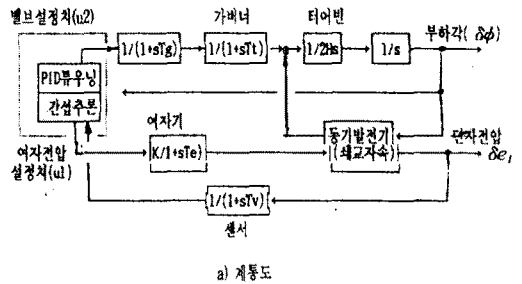 밸브설정치(u2)
가버너
티어빈
부하각( δø)
1/(1+sTg)
1/(1+sTt)
1/2Hs
1/s
PID튜우닝
간섭추론
여자기
K/1+sTe)
동기발전기
(쇄교자속)
단자전압
δe₁
여자전압
설정치(u1)
1/(1+sTv)
센서
a) 계통도